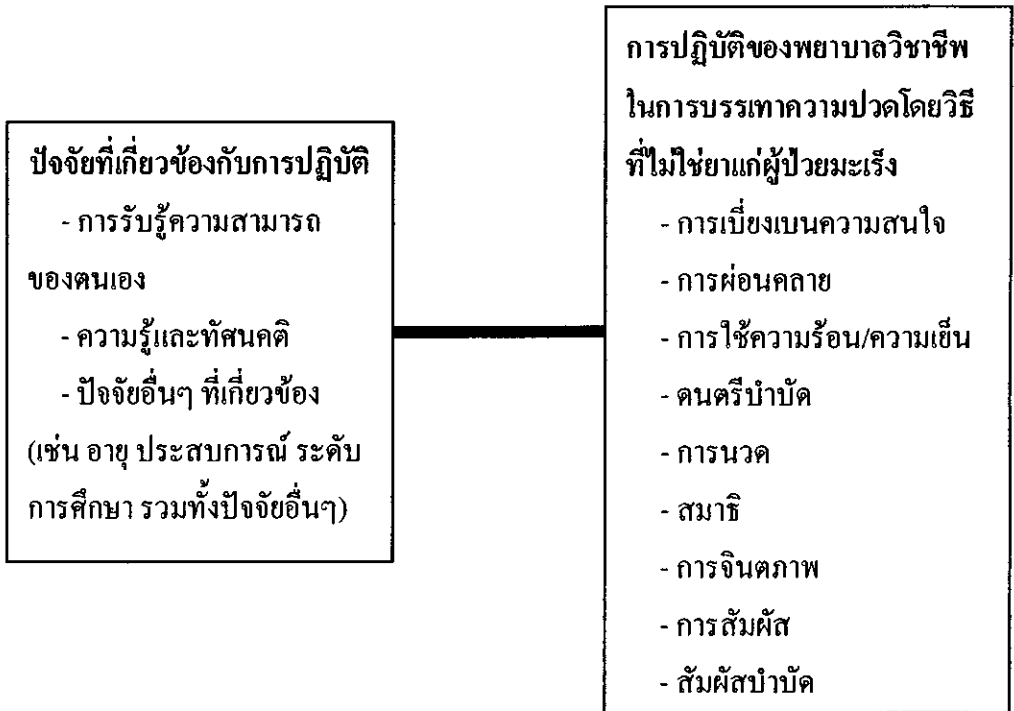 ปัจจัยที่เกี่ยวข้องกับการปฏิบัติ
- การรับรู้ความสามารถ
ของตนเอง
- ความรู้และทัศนคติ
- ปัจจัยอื่นๆ ที่เกี่ยวข้อง
(เช่น อายุ ประสบการณ์ ระดับ
การศึกษา รวมทั้งปัจจัยอื่นๆ)
การปฏิบัติของพยาบาลวิชาชีพ
ในการบรรเทาความปวดโดยวิธี
ที่ไม่ใช่ยาแก่ผู้ป่วยมะเร็ง
- การเบี่ยงเบนความสนใจ
- การผ่อนคลาย
- การใช้ความร้อน/ความเย็น
- ดนตรีบำบัด
- การนวด
- สมาธิ
- การจินตภาพ
- การสัมผัส
- สัมผัสบำบัด